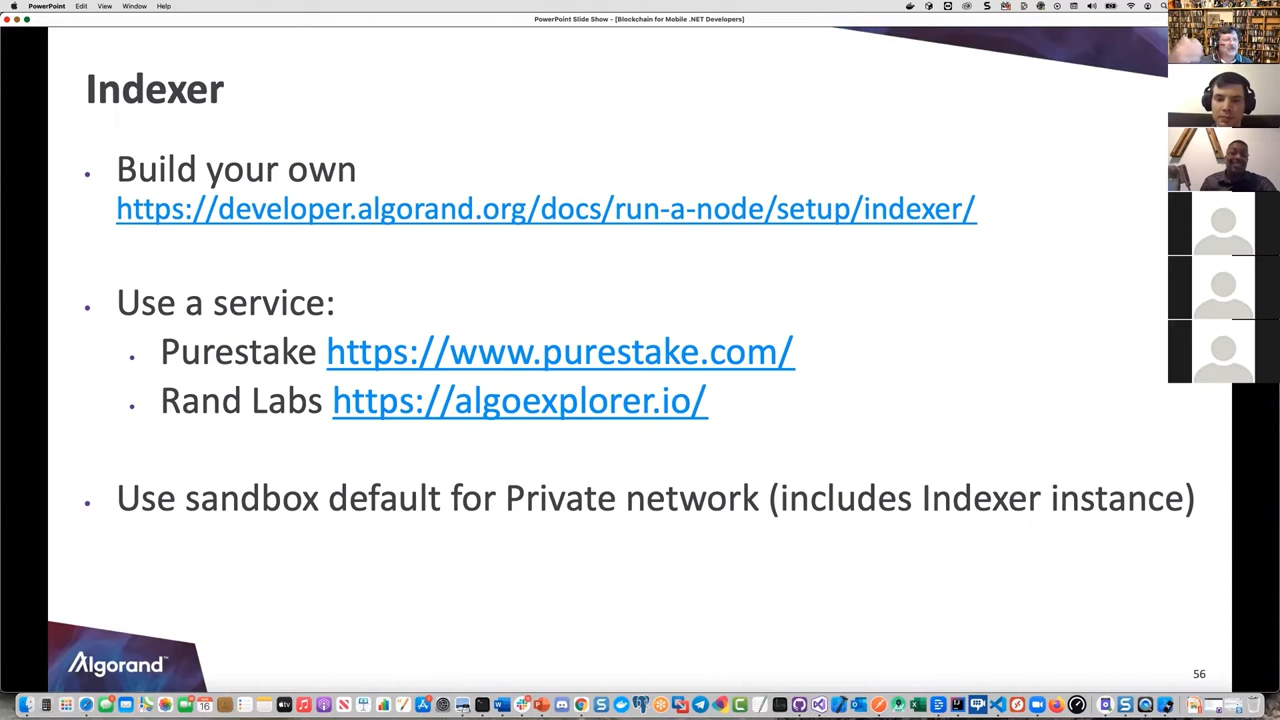 PowerPoint File Edit View Window Help
PowerPoint Slide Show - [Blockchain for Mobile .NET Developers]
Indexer
• Build your own
https://developer.algorand.org/docs/run-a-node/setup/indexer/
• Use a service:
• Purestake https://www.purestake.com/
• Rand Labs https://algoexplorer.io/
• Use sandbox default for Private network (includes Indexer instance)
Algorand™
56
16